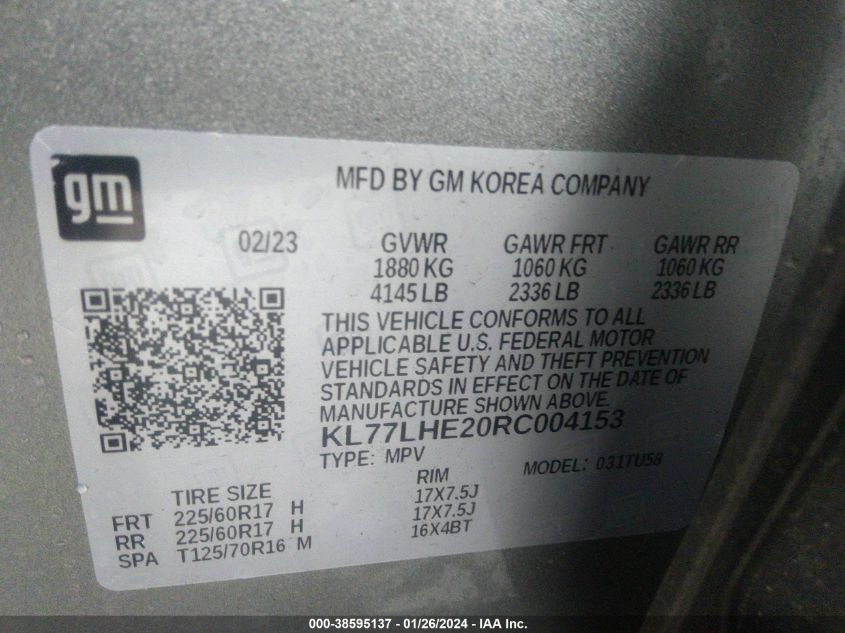 gm
MFD BY GM KOREA COMPANY
02/23 GVWR GAWR FRT GAWR RR
1880 KG 1060 KG 1060 KG
4145 LB 2336 LB 2336 LB
THIS VEHICLE CONFORMS TO ALL
APPLICABLE U.S. FEDERAL MOTOR
VEHICLE SAFETY AND THEFT PREVENTION
STANDARDS IN EFFECT ON THE DATE OF
MANUFACTURE SHOWN ABOVE.
KL77LHE20RC004153
TYPE: MPV MODEL: 031TU58
TIRE SIZE RIM
FRT 225/60R17 H 17X7.5J
RR 225/60R17 H 17X7.5J
SPA T125/70R16 M 16X4BT
000-38595137 - 01/26/2024 - IAA Inc.